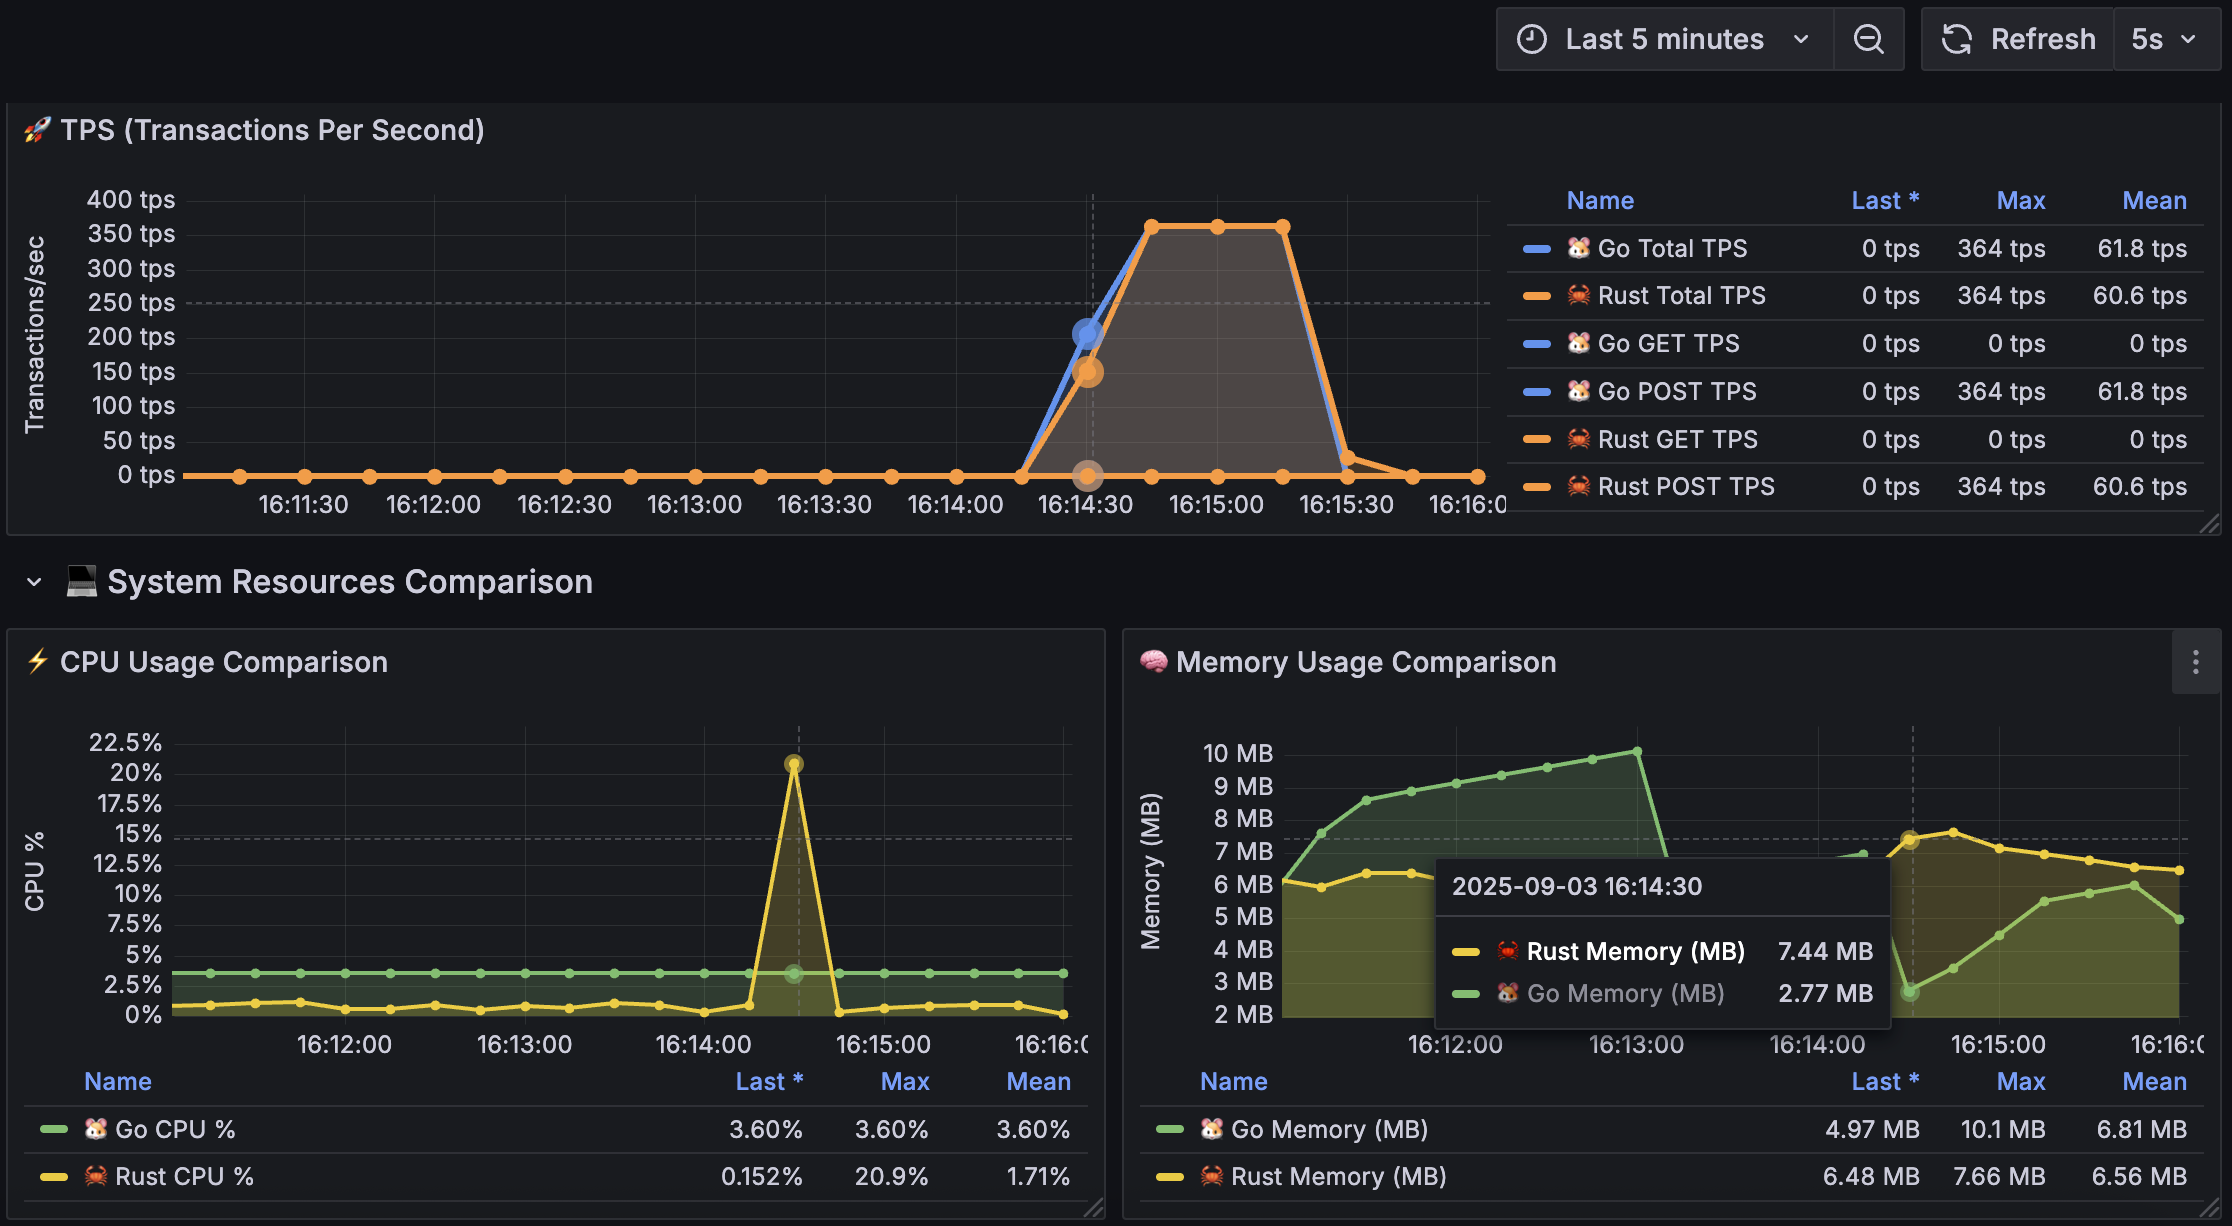 Last 5 minutes
Refresh
5s
🚀 TPS (Transactions Per Second)
Transactions/sec
400 tps
350 tps
300 tps
250 tps
200 tps
150 tps
100 tps
50 tps
0 tps
16:11:30 16:12:00 16:12:30 16:13:00 16:13:30 16:14:00 16:14:30 16:15:00 16:15:30 16:16:0
Name Last * Max Mean
🐹 Go Total TPS 0 tps 364 tps 61.8 tps
🦀 Rust Total TPS 0 tps 364 tps 60.6 tps
🐹 Go GET TPS 0 tps 0 tps 0 tps
🐹 Go POST TPS 0 tps 364 tps 61.8 tps
🦀 Rust GET TPS 0 tps 0 tps 0 tps
🦀 Rust POST TPS 0 tps 364 tps 60.6 tps
💻 System Resources Comparison
⚡ CPU Usage Comparison
CPU %
22.5%
20%
17.5%
15%
12.5%
10%
7.5%
5%
2.5%
0%
16:12:00 16:13:00 16:14:00 16:15:00 16:16:0
Name Last * Max Mean
🐹 Go CPU % 3.60% 3.60% 3.60%
🦀 Rust CPU % 0.152% 20.9% 1.71%
🧠 Memory Usage Comparison
Memory (MB)
10 MB
9 MB
8 MB
7 MB
6 MB
5 MB
4 MB
3 MB
2 MB
2025-09-03 16:14:30
🦀 Rust Memory (MB) 7.44 MB
🐹 Go Memory (MB) 2.77 MB
16:12:00 16:13:00 16:14:00 16:15:00 16:16:0
Name Last * Max Mean
🐹 Go Memory (MB) 4.97 MB 10.1 MB 6.81 MB
🦀 Rust Memory (MB) 6.48 MB 7.66 MB 6.56 MB